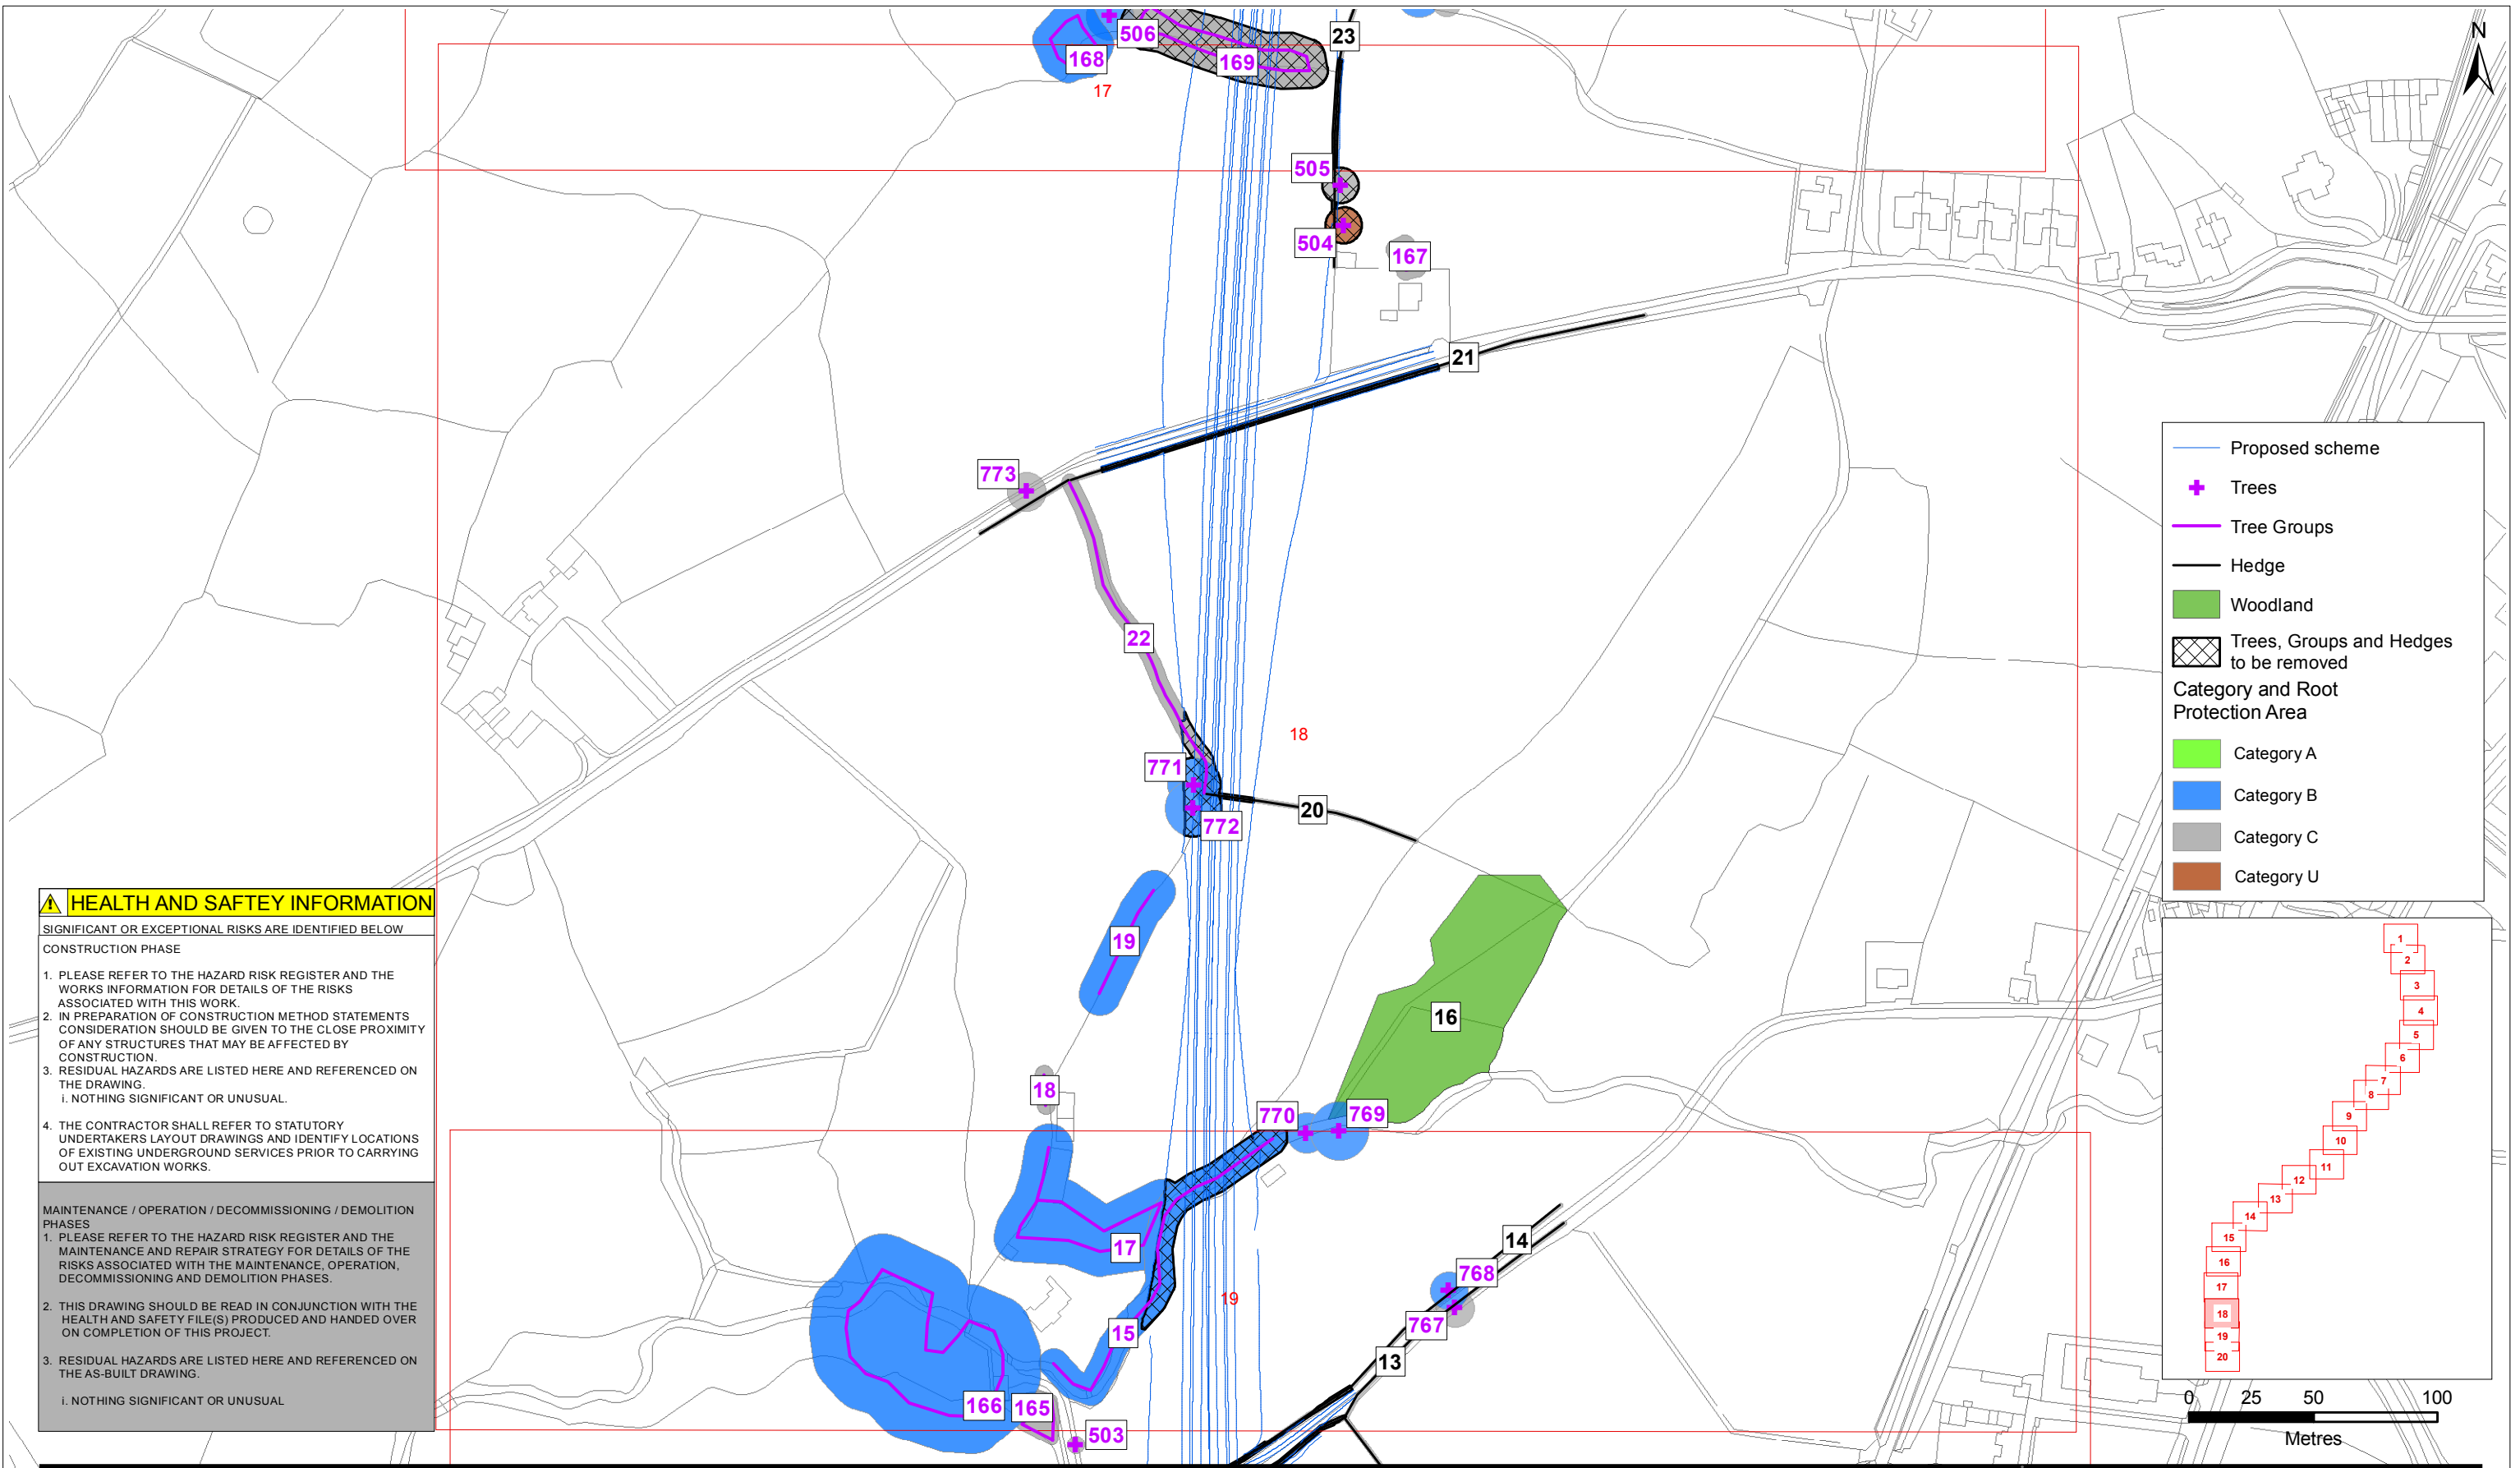 506
168
169
23
N
17
505
504
167
21
773
22
18
771
772
20
19
16
18
770
769
17
19
14
768
767
15
13
166
165
503
Proposed scheme
Trees
Tree Groups
Hedge
Woodland
Trees, Groups and Hedges
to be removed
Category and Root
Protection Area
Category A
Category B
Category C
Category U
HEALTH AND SAFTEY INFORMATION
SIGNIFICANT OR EXCEPTIONAL RISKS ARE IDENTIFIED BELOW
CONSTRUCTION PHASE
1. PLEASE REFER TO THE HAZARD RISK REGISTER AND THE
WORKS INFORMATION FOR DETAILS OF THE RISKS
ASSOCIATED WITH THIS WORK.
2. IN PREPARATION OF CONSTRUCTION METHOD STATEMENTS
CONSIDERATION SHOULD BE GIVEN TO THE CLOSE PROXIMITY
OF ANY STRUCTURES THAT MAY BE AFFECTED BY
CONSTRUCTION.
3. RESIDUAL HAZARDS ARE LISTED HERE AND REFERENCED ON
THE DRAWING.
i. NOTHING SIGNIFICANT OR UNUSUAL.
4. THE CONTRACTOR SHALL REFER TO STATUTORY
UNDERTAKERS LAYOUT DRAWINGS AND IDENTIFY LOCATIONS
OF EXISTING UNDERGROUND SERVICES PRIOR TO CARRYING
OUT EXCAVATION WORKS.
MAINTENANCE / OPERATION / DECOMMISSIONING / DEMOLITION
PHASES
1. PLEASE REFER TO THE HAZARD RISK REGISTER AND THE
MAINTENANCE AND REPAIR STRATEGY FOR DETAILS OF THE
RISKS ASSOCIATED WITH THE MAINTENANCE, OPERATION,
DECOMMISSIONING AND DEMOLITION PHASES.
2. THIS DRAWING SHOULD BE READ IN CONJUNCTION WITH THE
HEALTH AND SAFETY FILE(S) PRODUCED AND HANDED OVER
ON COMPLETION OF THIS PROJECT.
3. RESIDUAL HAZARDS ARE LISTED HERE AND REFERENCED ON
THE AS-BUILT DRAWING.
i. NOTHING SIGNIFICANT OR UNUSUAL
1
2
3
4
5
6
7
8
9
10
11
12
13
14
15
16
17
18
19
20
0 25 50 100
Metres